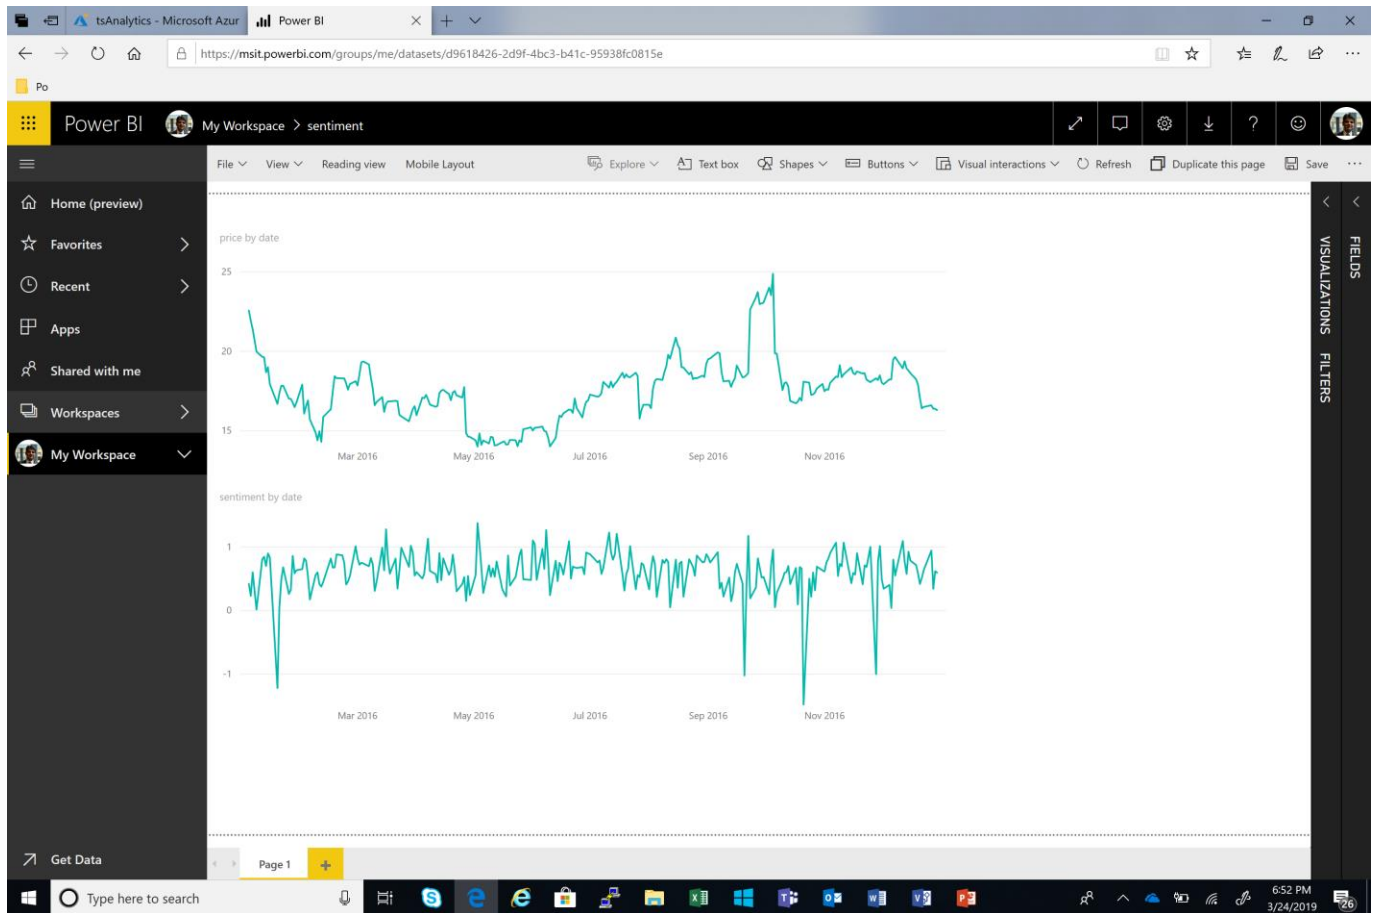 tsAnalytics - Microsoft Azur
Power BI
https://msit.powerbi.com/groups/me/datasets/d9618426-2d9f-4bc3-b41c-95938fc0815e
Po
Power BI My Workspace > sentiment
File View Reading view Mobile Layout Explore Text box Shapes Buttons Visual interactions Refresh Duplicate this page Save
Home (preview)
Favorites
Recent
Apps
Shared with me
Workspaces
My Workspace
Get Data
price by date
25
20
15
Mar 2016 May 2016 Jul 2016 Sep 2016 Nov 2016
sentiment by date
1
0
-1
Mar 2016 May 2016 Jul 2016 Sep 2016 Nov 2016
VISUALIZATIONS
FILTERS
FIELDS
Page 1
Type here to search
6:52 PM
3/24/2019
26